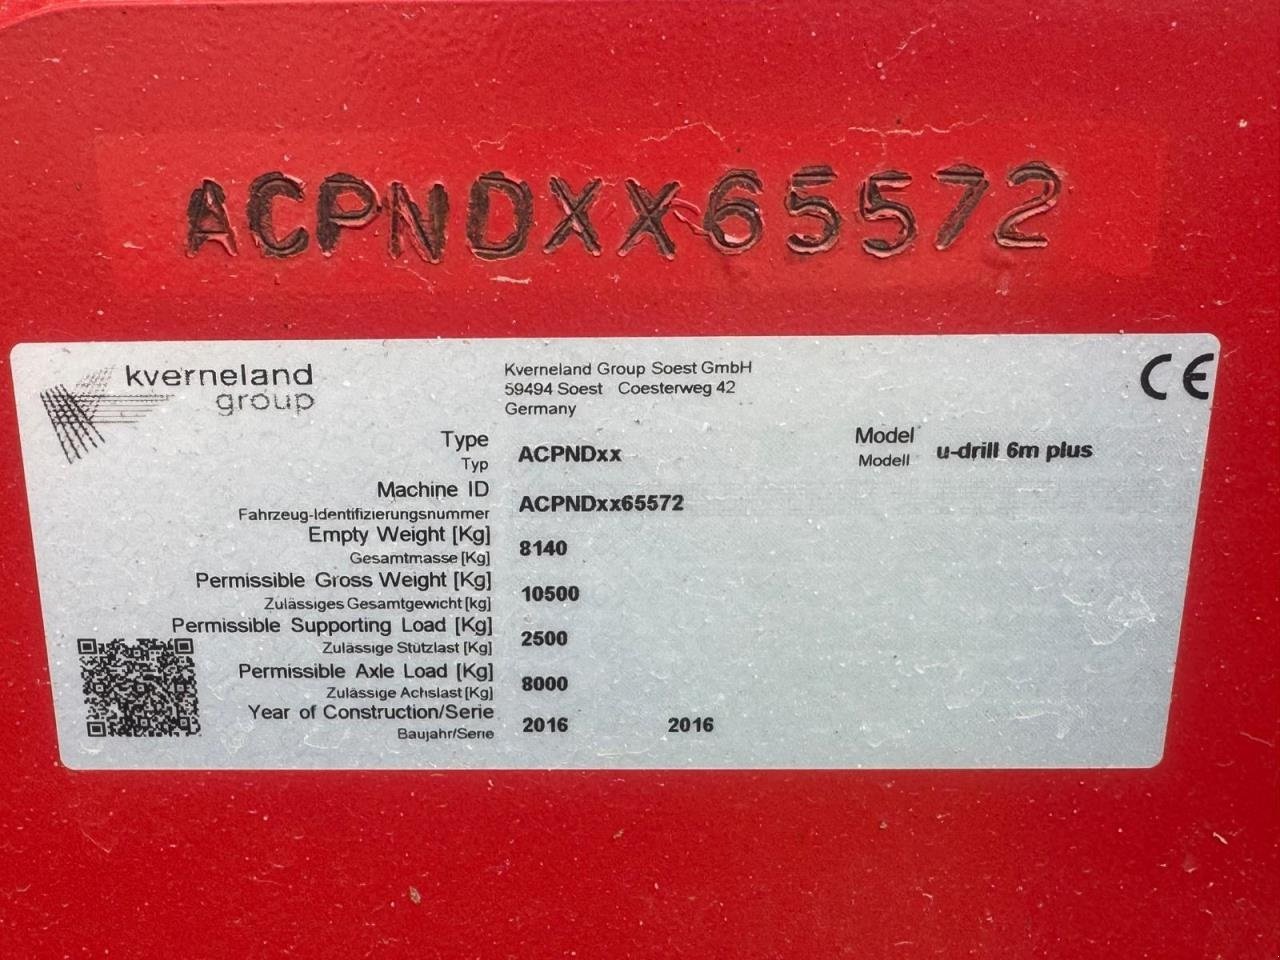 ACPNDXX65572
kverneland
group
Kverneland Group Soest GmbH
59494 Soest Coesterweg 42
Germany
CE
Type
Typ
ACPNDxx
Model
Modell
u-drill 6m plus
Machine ID
Fahrzeug-Identifizierungsnummer
ACPNDxx65572
Empty Weight [Kg]
Gesamtmasse [Kg]
8140
Permissible Gross Weight [Kg]
Zulässiges Gesamtgewicht [kg]
10500
Permissible Supporting Load [Kg]
Zulässige Stützlast [Kg]
2500
Permissible Axle Load [Kg]
Zulässige Achslast [Kg]
8000
Year of Construction/Serie
Baujahr/Serie
2016 2016